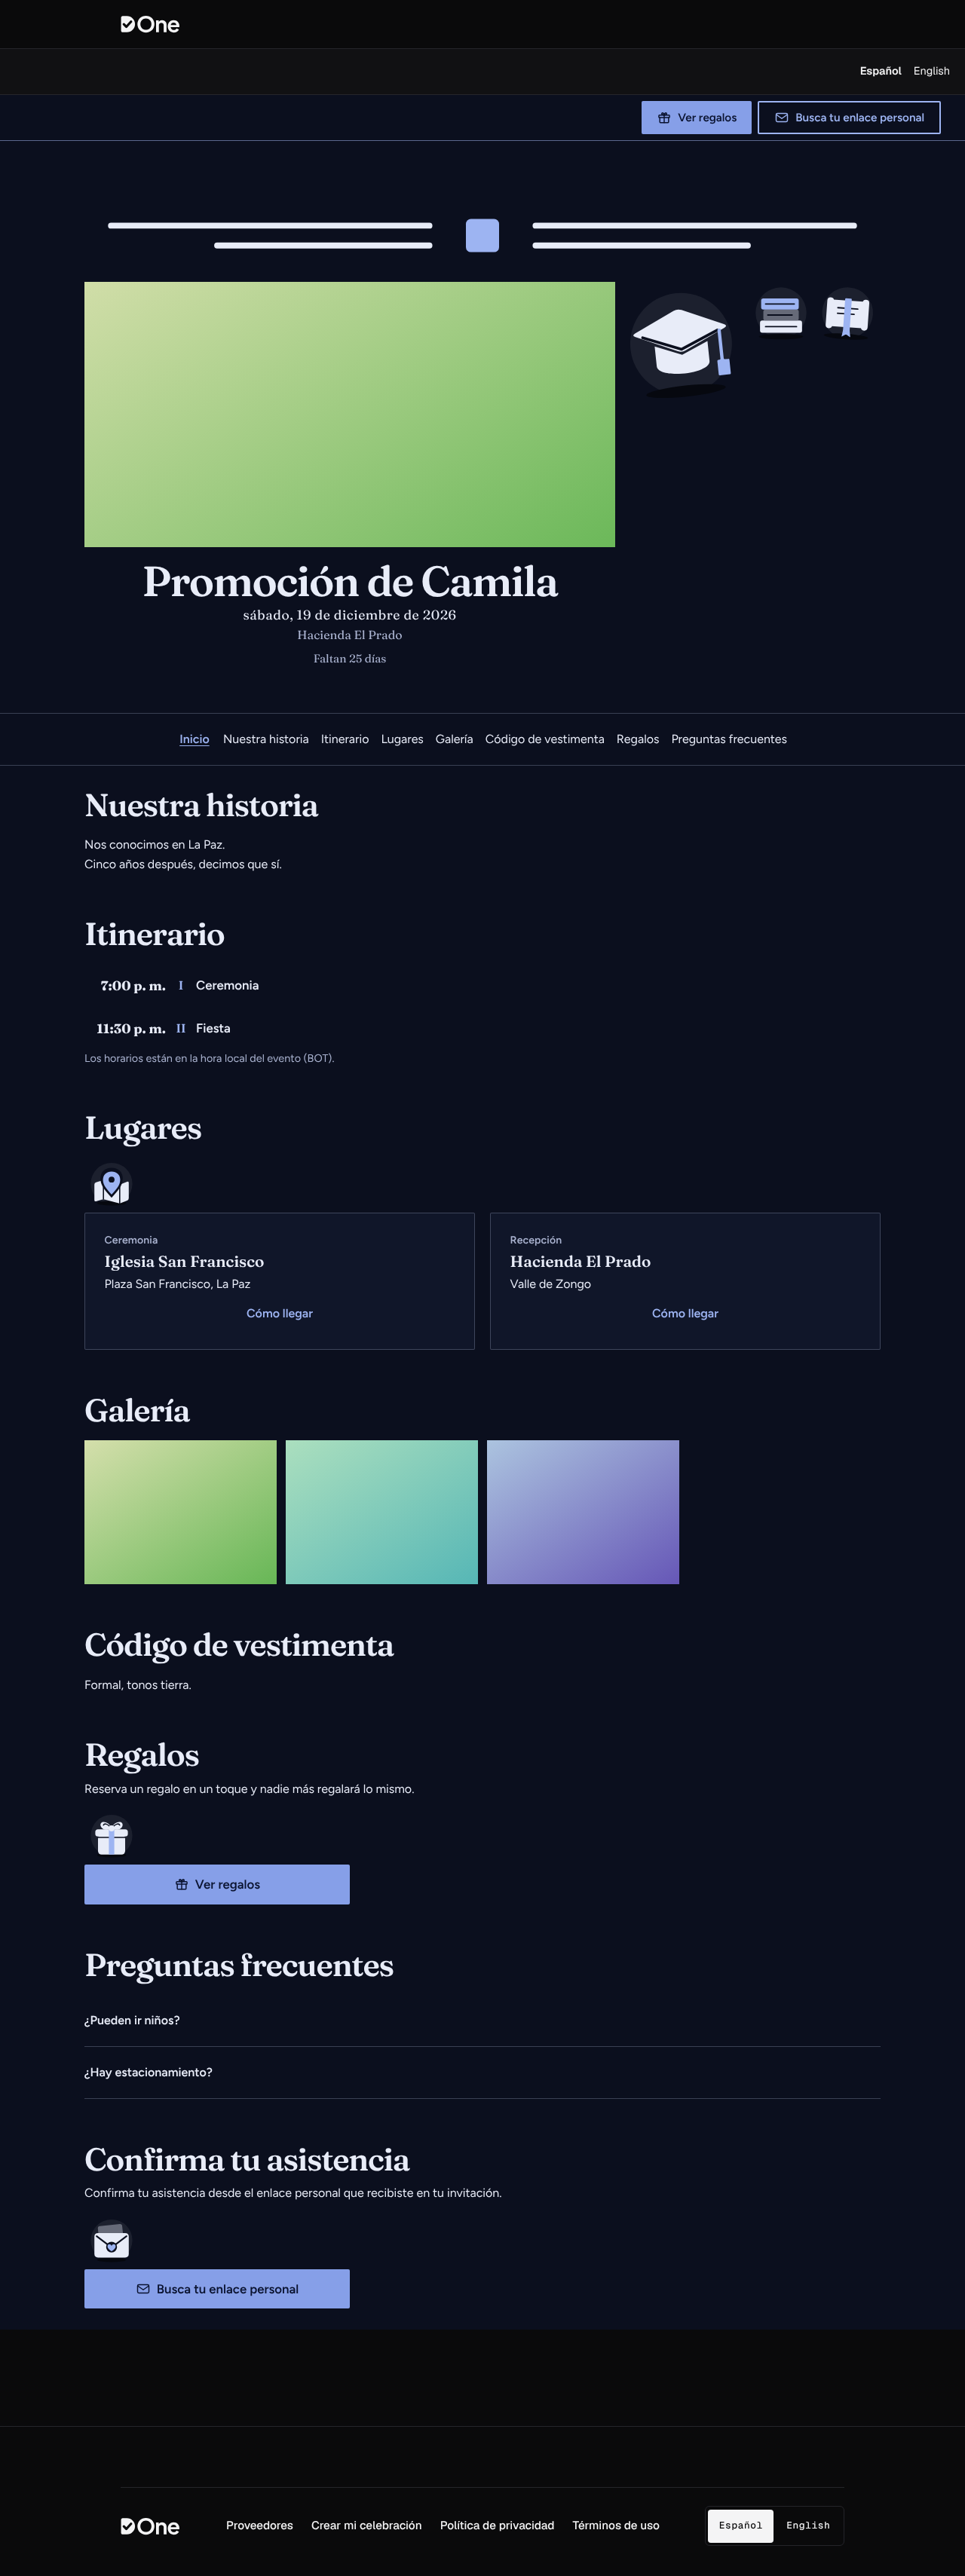 One
Español English
Ver regalos Busca tu enlace personal
Promoción de Camila
sábado, 19 de diciembre de 2026
Hacienda El Prado
Faltan 25 días
Inicio Nuestra historia Itinerario Lugares Galería Código de vestimenta Regalos Preguntas frecuentes
Nuestra historia
Nos conocimos en La Paz.
Cinco años después, decimos que sí.
Itinerario
7:00 p. m. I Ceremonia
11:30 p. m. II Fiesta
Los horarios están en la hora local del evento (BOT).
Lugares
Ceremonia
Iglesia San Francisco
Plaza San Francisco, La Paz
Cómo llegar
Recepción
Hacienda El Prado
Valle de Zongo
Cómo llegar
Galería
Código de vestimenta
Formal, tonos tierra.
Regalos
Reserva un regalo en un toque y nadie más regalará lo mismo.
Ver regalos
Preguntas frecuentes
¿Pueden ir niños?
¿Hay estacionamiento?
Confirma tu asistencia
Confirma tu asistencia desde el enlace personal que recibiste en tu invitación.
Busca tu enlace personal
One Proveedores Crear mi celebración Política de privacidad Términos de uso Español English